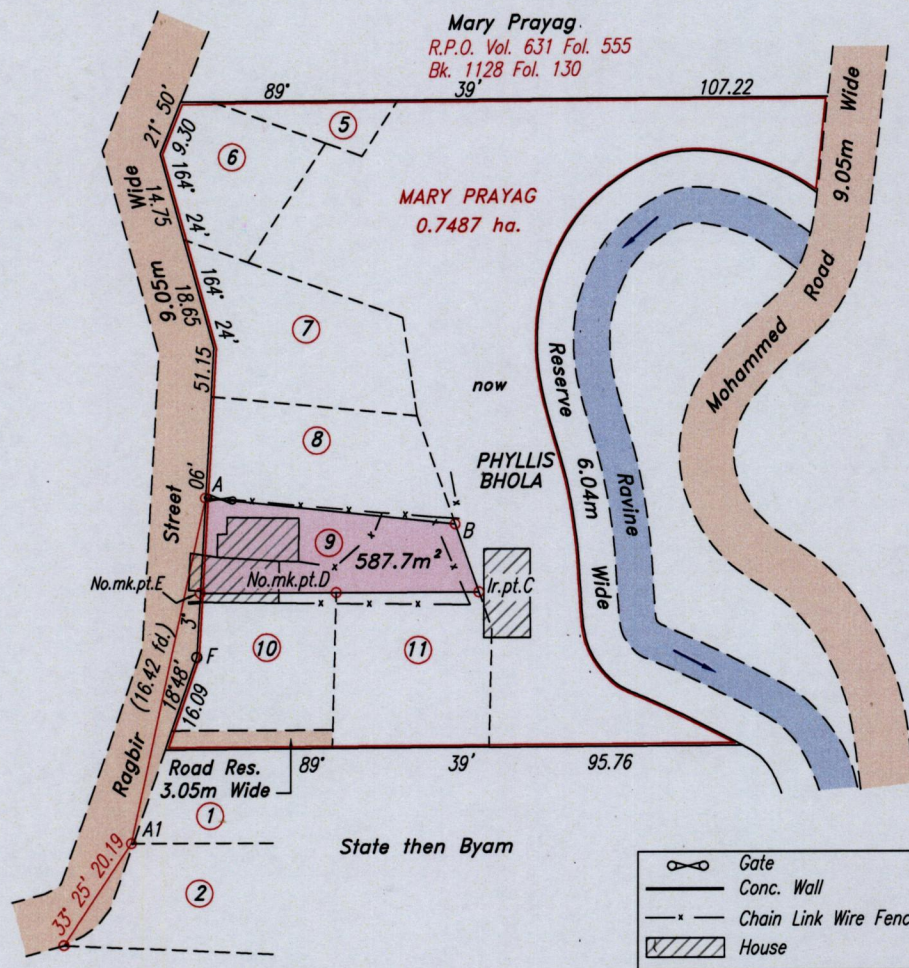 Mary Prayag
R.P.O. Vol. 631 Fol. 555
Bk. 1128 Fol. 130
89° 39' 107.22
21° 50'
9.30
5
6
164° 24'
14.75
Wide
9.05m
MARY PRAYAG
0.7487 ha.
Wide
9.05m
Road
Mohammed
164° 24'
18.65
7
51.15
now
Reserve
8
06'
A
PHYLLIS
BHOLA
6.04m
Ravine
Street
B
9
587.7m²
Wide
No.mk.pt.E
No.mk.pt.D
Ir.pt.C
3°
10
11
F
(16.42 fd.)
18°48'
16.09
Ragbir
Road Res.
3.05m Wide
89° 39' 95.76
1
A1
State then Byam
33° 25' 20.19
2
Gate
Conc. Wall
Chain Link Wire Fenc
House